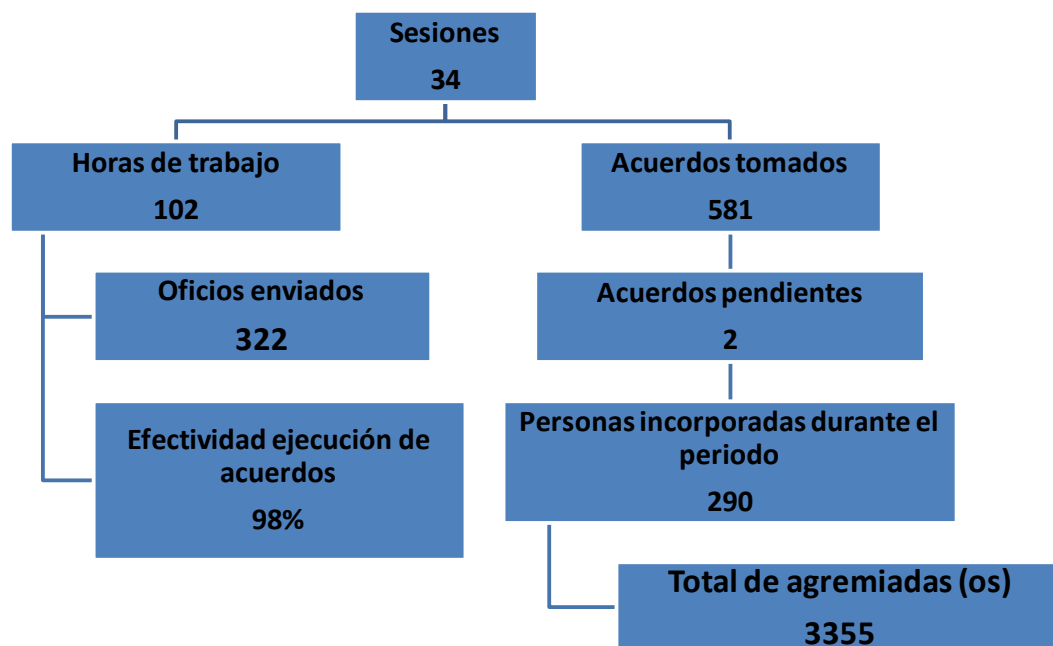 Sesiones
34
Horas de trabajo
102
Oficios enviados
322
Efectividad ejecución de
acuerdos
98%
Acuerdos tomados
581
Acuerdos pendientes
2
Personas incorporadas durante el
periodo
290
Total de agremiadas (os)
3355